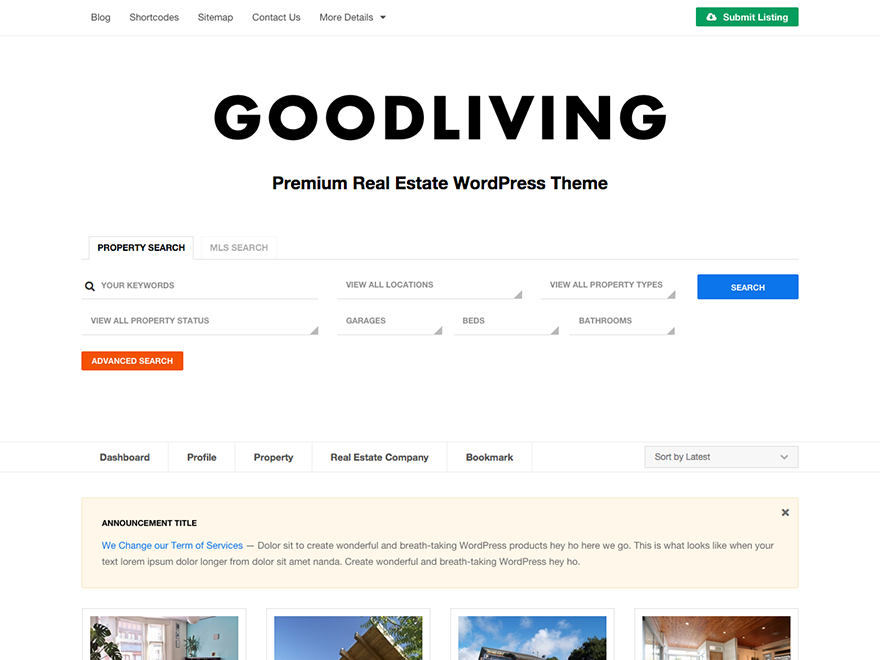 Blog Shortcodes Sitemap Contact Us More Details Submit Listing
GOODLIVING
Premium Real Estate WordPress Theme
PROPERTY SEARCH MLS SEARCH
YOUR KEYWORDS VIEW ALL LOCATIONS VIEW ALL PROPERTY TYPES SEARCH
VIEW ALL PROPERTY STATUS GARAGES BEDS BATHROOMS
ADVANCED SEARCH
Dashboard Profile Property Real Estate Company Bookmark Sort by Latest
ANNOUNCEMENT TITLE
We Change our Term of Services — Dolor sit to create wonderful and breath-taking WordPress products hey ho here we go. This is what looks like when your
text lorem ipsum dolor longer from dolor sit amet nanda. Create wonderful and breath-taking WordPress hey ho.